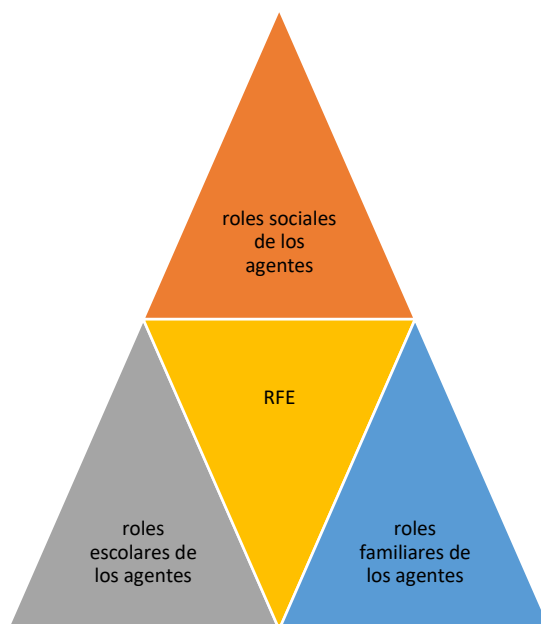 roles sociales
de los
agentes
RFE
roles
escolares de
los agentes
roles
familiares de
los agentes